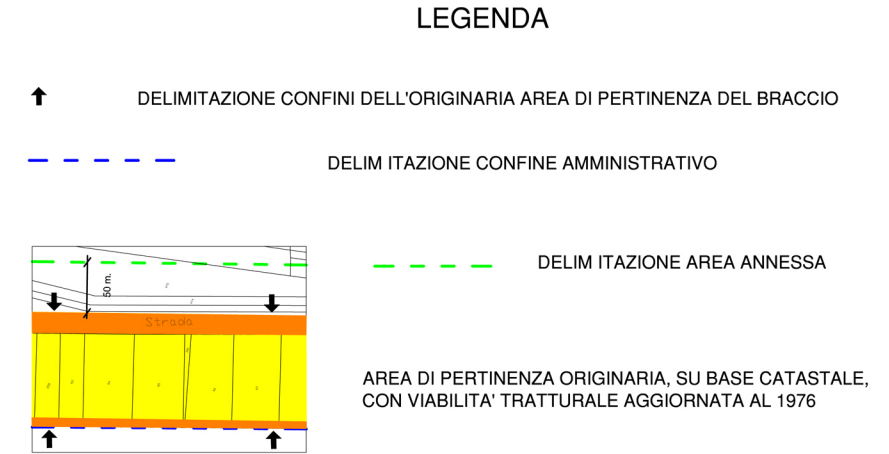 LEGENDA
DELIMITAZIONE CONFINI DELL'ORIGINARIA AREA DI PERTINENZA DEL BRACCIO
DELIM ITAZIONE CONFINE AMMINISTRATIVO
50 m.
DELIM ITAZIONE AREA ANNESSA
Strada
AREA DI PERTINENZA ORIGINARIA, SU BASE CATASTALE,
CON VIABILITA' TRATTURALE AGGIORNATA AL 1976